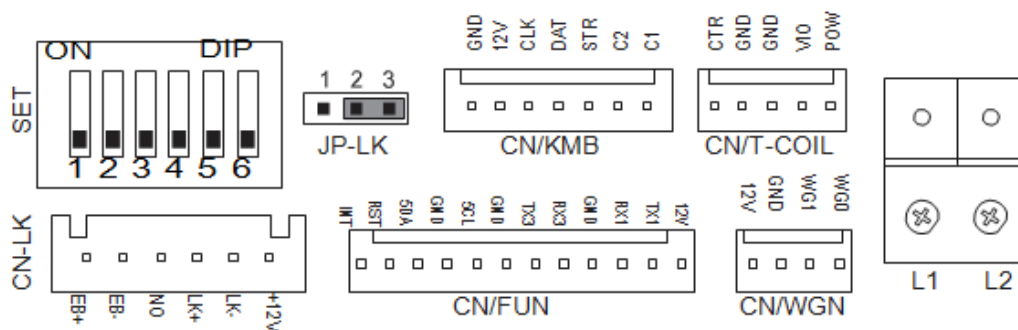 SET
ON DIP
1 2 3 4 5 6
1 2 3
JP-LK
GND 12V CLK DAT STR C2 C1
CN/KMB
CTR GND GND VIO POW
CN/T-COIL
CN-LK
EB+ EB- NO LK+ LK- +12V
INT RST SDA GND SCL GND TX3 RX3 GND RX1 TX1 12V
CN/FUN
12V GND WG1 WG0
CN/WGN
L1 L2